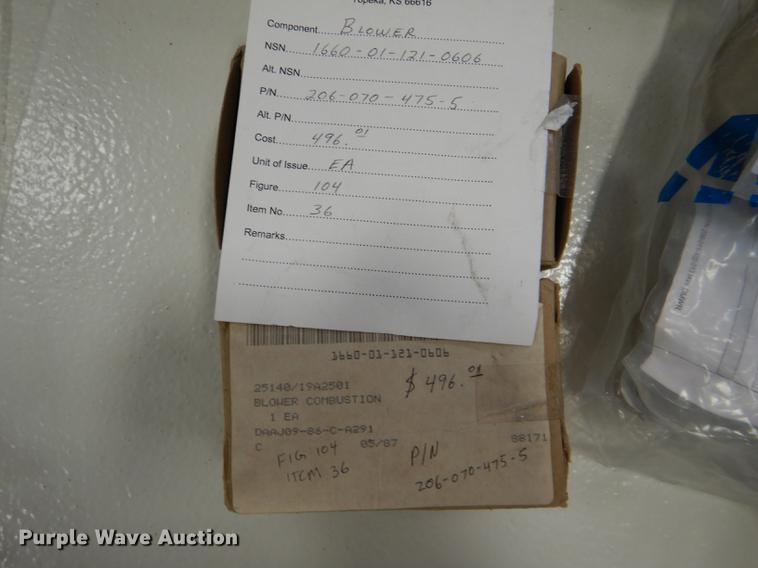 Topeka, KS 66616
Component BLOWER
NSN 1660-01-121-0606
Alt. NSN
P/N 206-070-475-5
Alt. P/N
Cost 496.01
Unit of Issue EA
Figure 104
Item No. 36
Remarks
1660-01-121-0606
25140/19A2501
$496.01
BLOWER COMBUSTION
1 EA
DAAJ09-86-C-A291
C 05/87 88171
FIG 104
ITEM 36
P/N
206-070-475-5
Purple Wave Auction